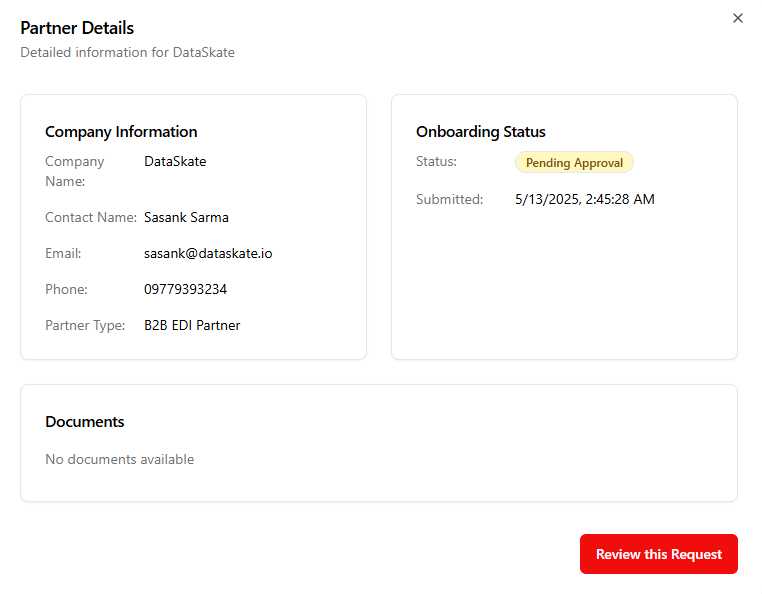 Partner Details
Detailed information for DataSkate
Company Information
Company Name: DataSkate
Contact Name: Sasank Sarma
Email: sasank@dataskate.io
Phone: 09779393234
Partner Type: B2B EDI Partner
Onboarding Status
Status: Pending Approval
Submitted: 5/13/2025, 2:45:28 AM
Documents
No documents available
Review this Request